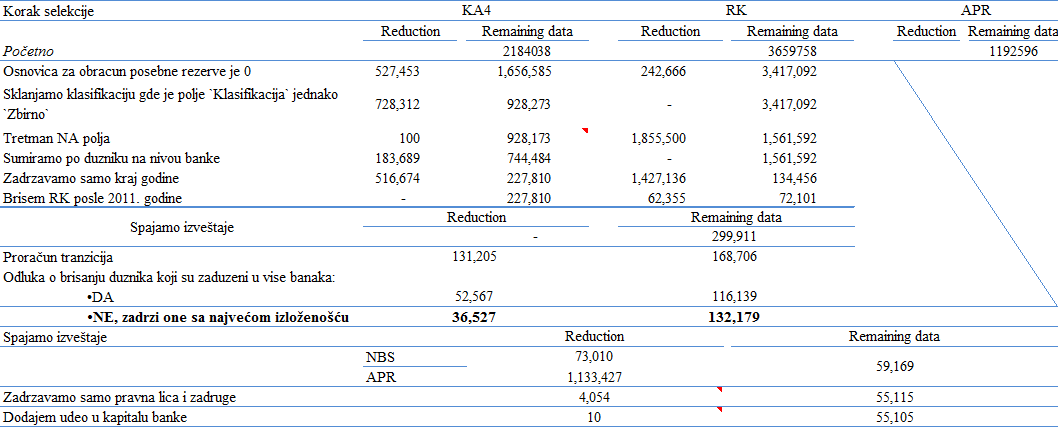 Korak selekcije KA4 RK APR
Reduction Remaining data Reduction Remaining data Reduction Remaining data
Početno 2184038 3659758 1192596
Osnovica za obracun posebne rezerve je 0 527,453 1,656,585 242,666 3,417,092
Sklanjamo klasifikaciju gde je polje `Klasifikacija` jednako
`Zbirno` 728,312 928,273 - 3,417,092
Tretman NA polja 100 928,173 1,855,500 1,561,592
Sumiramo po duzniku na nivou banke 183,689 744,484 - 1,561,592
Zadrzavamo samo kraj godine 516,674 227,810 1,427,136 134,456
Brisem RK posle 2011. godine - 227,810 62,355 72,101
Spajamo izveštaje Reduction Remaining data
- 299,911
Proračun tranzicija 131,205 168,706
Odluka o brisanju duznika koji su zaduzeni u vise banaka:
•DA 52,567 116,139
•NE, zadrzi one sa najvećom izloženošću 36,527 132,179
Spajamo izveštaje Reduction Remaining data
NBS 73,010 59,169
APR 1,133,427
Zadrzavamo samo pravna lica i zadruge 4,054 55,115
Dodajem udeo u kapitalu banke 10 55,105